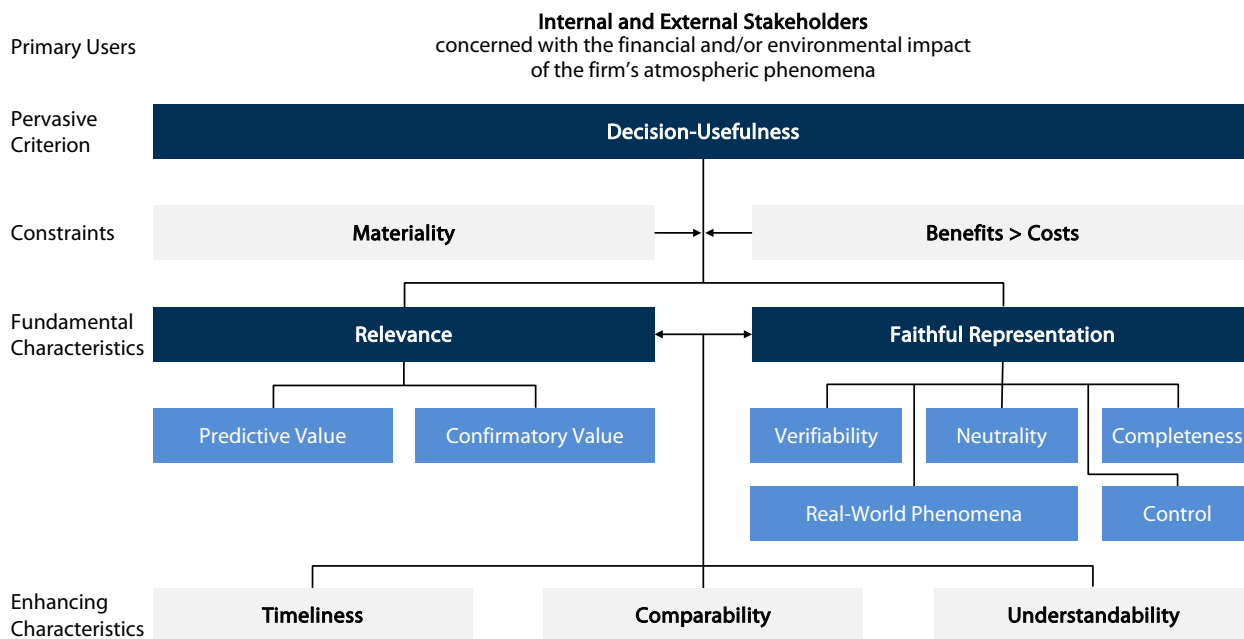 Primary Users
Internal and External Stakeholders
concerned with the financial and/or environmental impact
of the firm’s atmospheric phenomena
Pervasive
Criterion
Decision-Usefulness
Constraints
Materiality
Benefits > Costs
Fundamental
Characteristics
Relevance
Faithful Representation
Predictive Value
Confirmatory Value
Verifiability
Neutrality
Completeness
Real-World Phenomena
Control
Enhancing
Characteristics
Timeliness
Comparability
Understandability